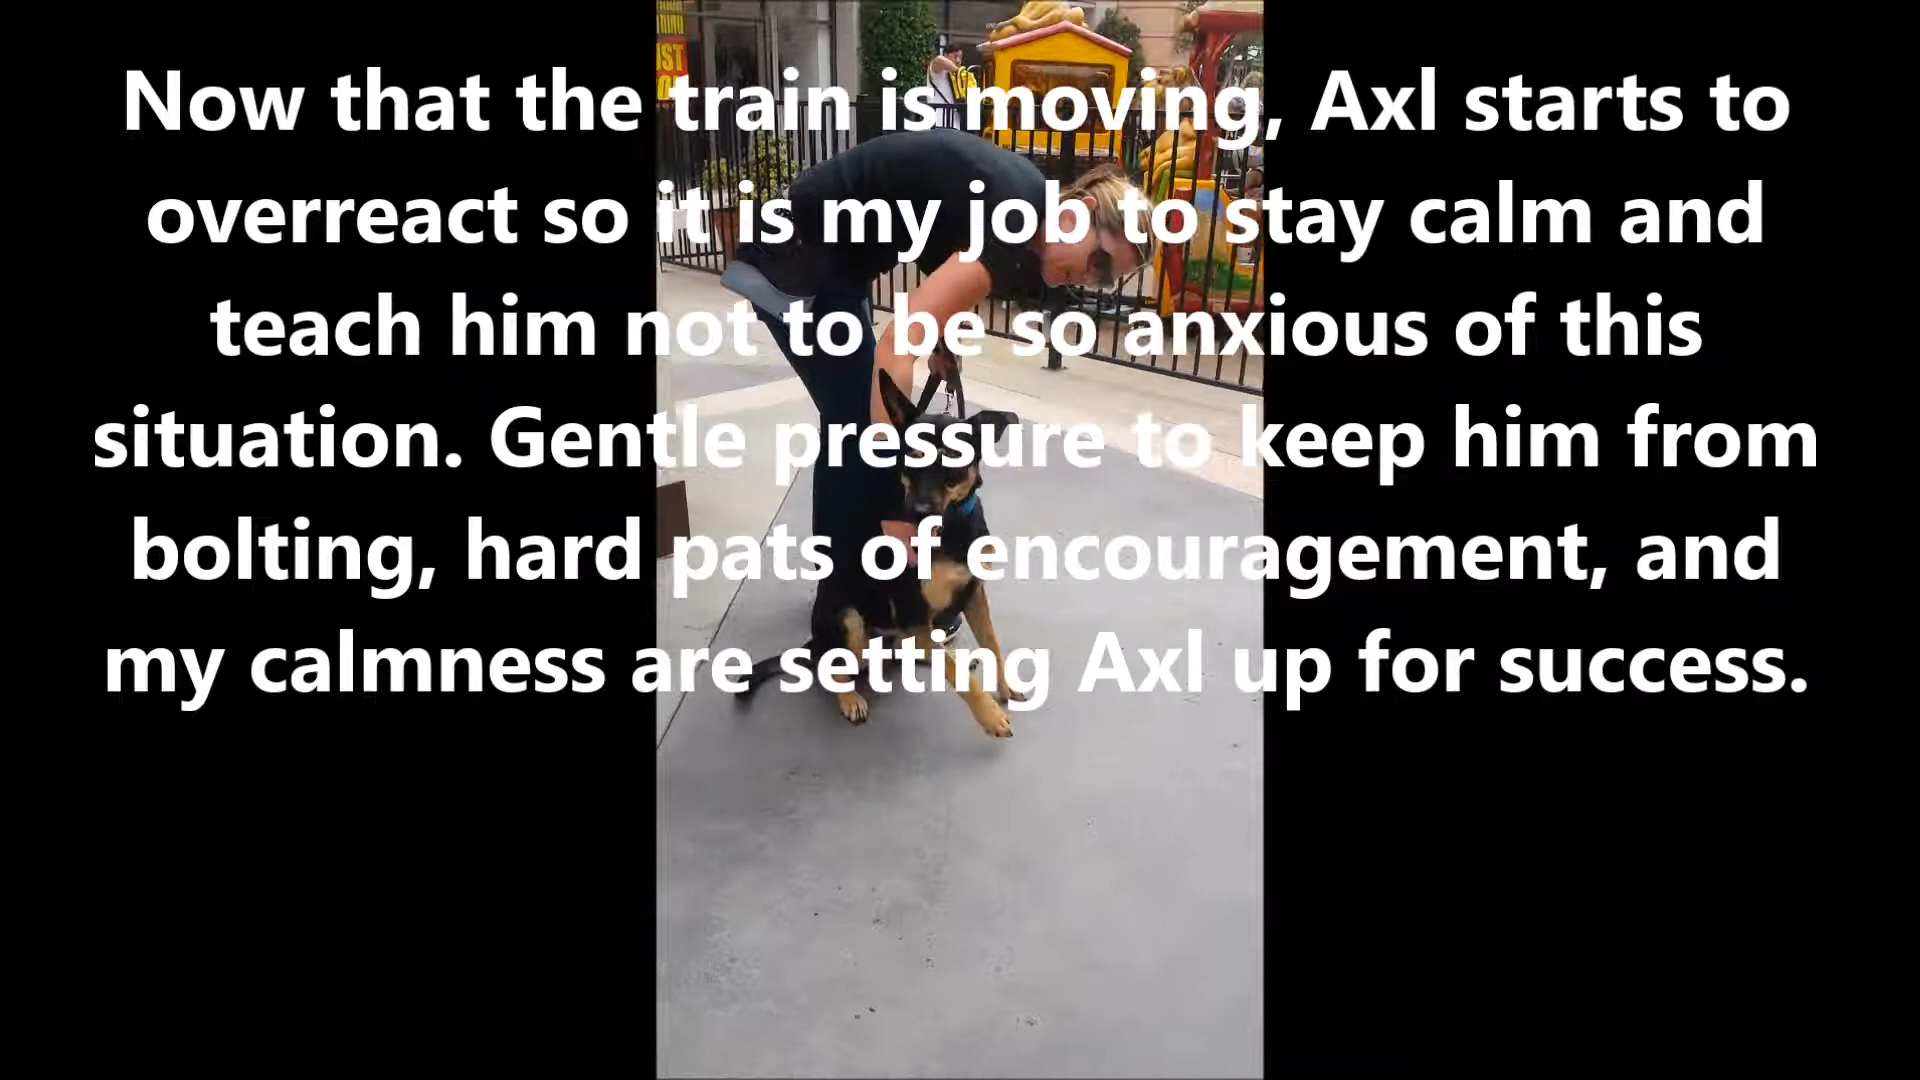 Now that the train is moving, Axl starts to
overreact so it is my job to stay calm and
teach him not to be so anxious of this
situation. Gentle pressure to keep him from
bolting, hard pats of encouragement, and
my calmness are setting Axl up for success.